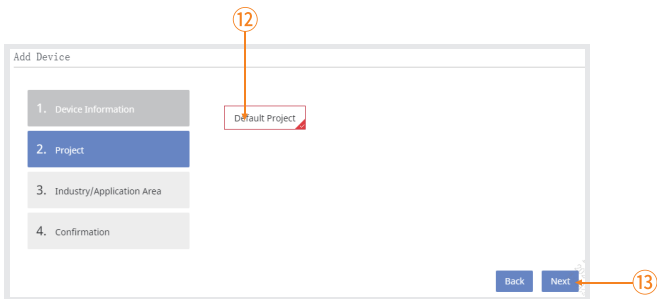 ⑫
Add Device
1. Device Information
Default Project
2. Project
3. Industry/Application Area
4. Confirmation
Back Next ⑬